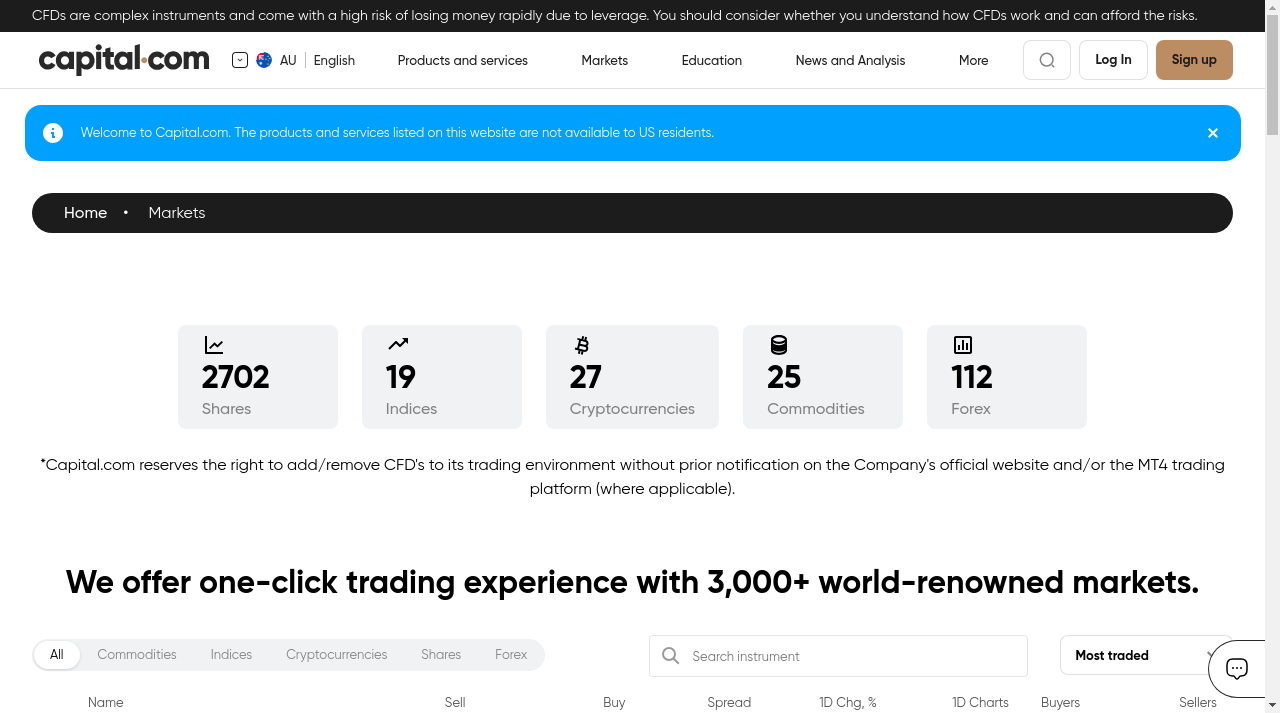 CFDs are complex instruments and come with a high risk of losing money rapidly due to leverage. You should consider whether you understand how CFDs work and can afford the risks.
capital.com AU English Products and services Markets Education News and Analysis More Log In Sign up
Welcome to Capital.com. The products and services listed on this website are not available to US residents.
Home • Markets
2702 19 27 25 112
Shares Indices Cryptocurrencies Commodities Forex
*Capital.com reserves the right to add/remove CFD's to its trading environment without prior notification on the Company's official website and/or the MT4 trading
platform (where applicable).
We offer one-click trading experience with 3,000+ world-renowned markets.
All Commodities Indices Cryptocurrencies Shares Forex Search instrument Most traded
Name Sell Buy Spread 1D Chg, % 1D Charts Buyers Sellers